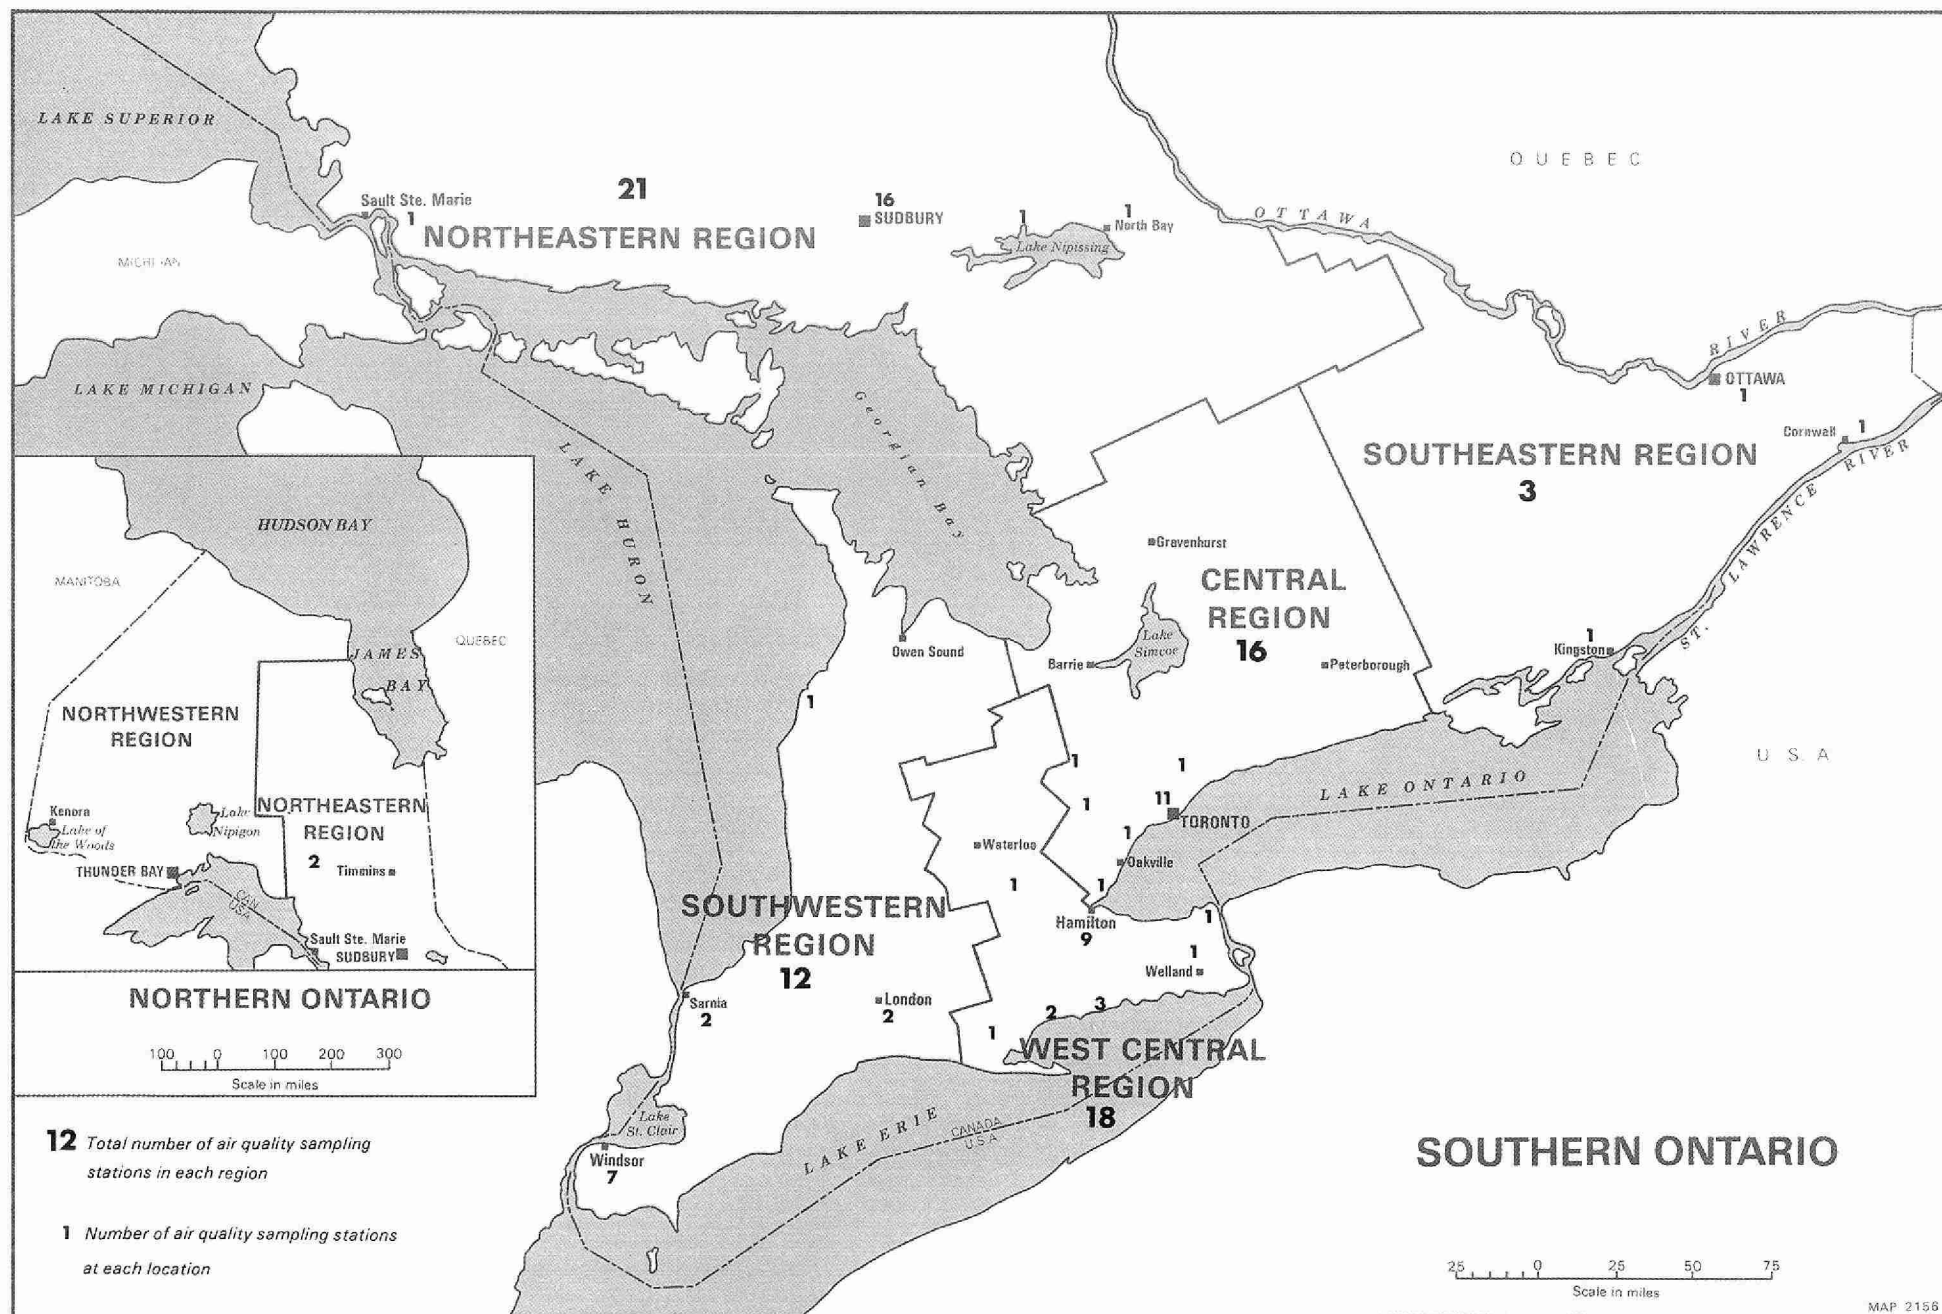 LAKE SUPERIOR
QUEBEC
21
16
SUDBURY
Sault Ste. Marie
1
NORTHEASTERN REGION
1
1
North Bay
Lake Nipissing
OTTAWA
RIVER
LAKE MICHIGAN
OTTAWA
1
Cornwall
1
SOUTHEASTERN REGION
3
ST. LAWRENCE
RIVER
Georgian Bay
LAKE HURON
Gravenhurst
CENTRAL
REGION
16
Lake
Simcoe
Barrie
Peterborough
1
Kingston
Owen Sound
1
U.S.A
LAKE ONTARIO
1
1
1
1
11
TORONTO
Oakville
Waterloo
1
1
Hamilton
9
1
1
Welland
SOUTHWESTERN
REGION
12
Sarnia
2
London
2
1
2
3
WEST CENTRAL
REGION
18
Lake
St. Clair
Windsor
7
LAKE ERIE
CANADA
U.S.A
SOUTHERN ONTARIO
25 0 25 50 75
Scale in miles
MAP 2156
HUDSON BAY
MANITOBA
QUEBEC
JAMES
BAY
NORTHWESTERN
REGION
Kenora
Lake of
the Woods
Lake
Nipigon
NORTHEASTERN
REGION
2
Timmins
THUNDER BAY
CAN
USA
Sault Ste. Marie
SUDBURY
NORTHERN ONTARIO
100 0 100 200 300
Scale in miles
12 Total number of air quality sampling
stations in each region
1 Number of air quality sampling stations
at each location